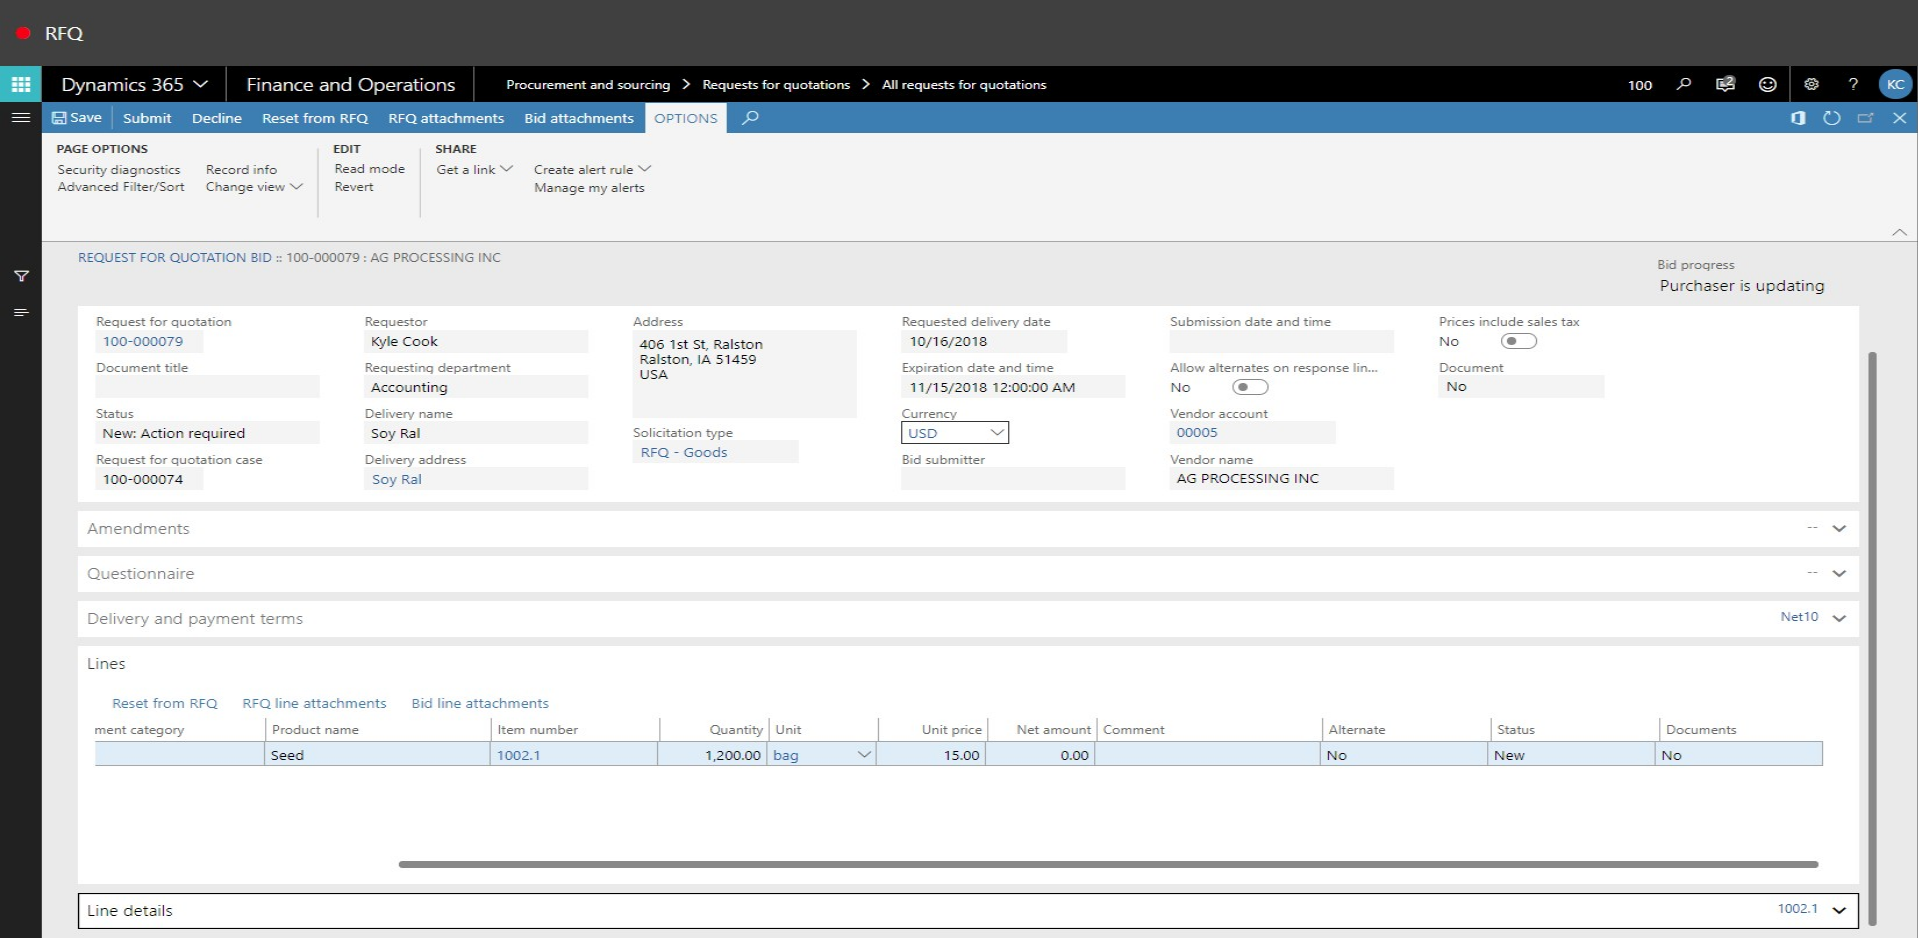 RFQ
Dynamics 365
Finance and Operations
Procurement and sourcing > Requests for quotations > All requests for quotations
100
2
?
KC
Save
Submit
Decline
Reset from RFQ
RFQ attachments
Bid attachments
OPTIONS
PAGE OPTIONS
Security diagnostics
Advanced Filter/Sort
Record info
Change view
EDIT
Read mode
Revert
SHARE
Get a link
Create alert rule
Manage my alerts
REQUEST FOR QUOTATION BID :: 100-000079 : AG PROCESSING INC
Bid progress
Purchaser is updating
Request for quotation
100-000079
Document title
Status
New: Action required
Request for quotation case
100-000074
Requestor
Kyle Cook
Requesting department
Accounting
Delivery name
Soy Ral
Delivery address
Soy Ral
Address
406 1st St, Ralston
Ralston, IA 51459
USA
Solicitation type
RFQ - Goods
Requested delivery date
10/16/2018
Expiration date and time
11/15/2018 12:00:00 AM
Currency
USD
Bid submitter
Submission date and time
Allow alternates on response lin...
No
Vendor account
00005
Vendor name
AG PROCESSING INC
Prices include sales tax
No
Document
No
Amendments
--
Questionnaire
--
Delivery and payment terms
Net10
Lines
Reset from RFQ
RFQ line attachments
Bid line attachments
ment category
Product name
Item number
Quantity
Unit
Unit price
Net amount
Comment
Alternate
Status
Documents
Seed
1002.1
1,200.00
bag
15.00
0.00
No
New
No
Line details
1002.1